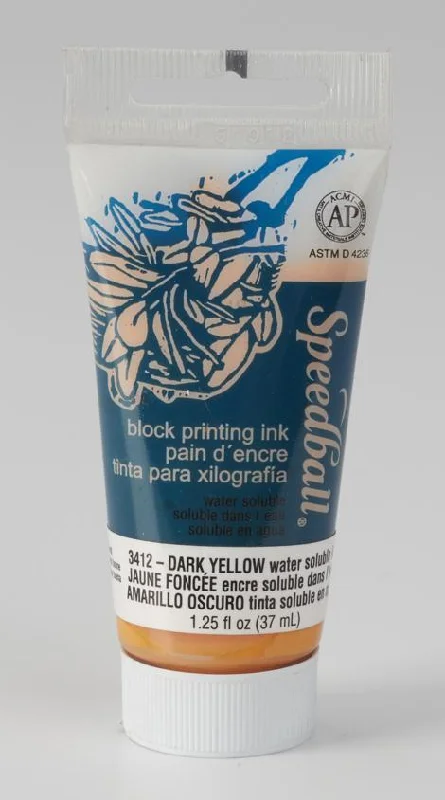 ACMI
AP
ASTM D 4236
Speedball®
block printing ink
pain d'encre
tinta para xilografía
water soluble
soluble dans l'eau
soluble en agua
3412 – DARK YELLOW water soluble
JAUNE FONCÉE encre soluble dans l'
AMARILLO OSCURO tinta soluble en
1.25 fl oz (37 mL)